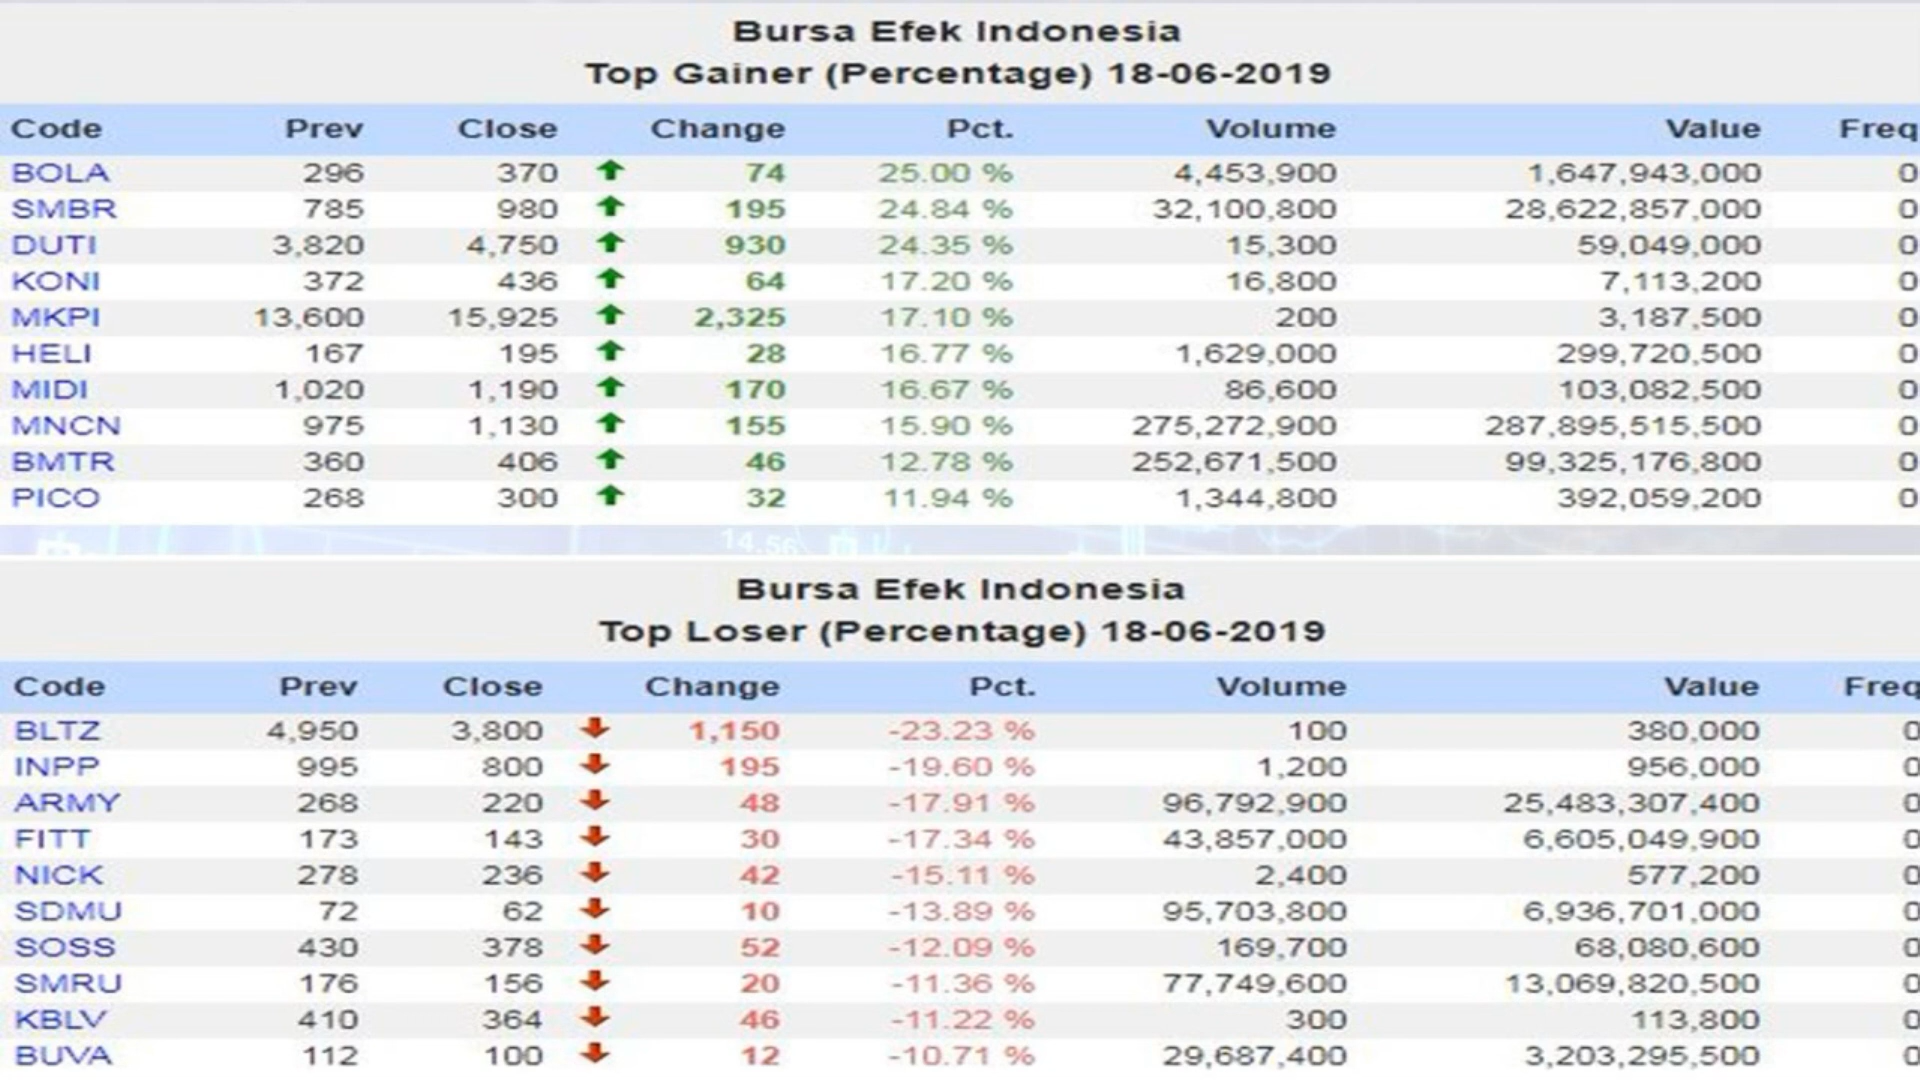 Bursa Efek Indonesia
Top Gainer (Percentage) 18-06-2019
Code Prev Close Change Pct. Volume Value Freq
BOLA 296 370 74 25.00 % 4,453,900 1,647,943,000 0
SMBR 785 980 195 24.84 % 32,100,800 28,622,857,000 0
DUTI 3,820 4,750 930 24.35 % 15,300 59,049,000 0
KONI 372 436 64 17.20 % 16,800 7,113,200 0
MKPI 13,600 15,925 2,325 17.10 % 200 3,187,500 0
HELI 167 195 28 16.77 % 1,629,000 299,720,500 0
MIDI 1,020 1,190 170 16.67 % 86,600 103,082,500 0
MNCN 975 1,130 155 15.90 % 275,272,900 287,895,515,500 0
BMTR 360 406 46 12.78 % 252,671,500 99,325,176,800 0
PICO 268 300 32 11.94 % 1,344,800 392,059,200 0
14.56
Bursa Efek Indonesia
Top Loser (Percentage) 18-06-2019
Code Prev Close Change Pct. Volume Value Freq
BLTZ 4,950 3,800 1,150 -23.23 % 100 380,000 0
INPP 995 800 195 -19.60 % 1,200 956,000 0
ARMY 268 220 48 -17.91 % 96,792,900 25,483,307,400 0
FITT 173 143 30 -17.34 % 43,857,000 6,605,049,900 0
NICK 278 236 42 -15.11 % 2,400 577,200 0
SDMU 72 62 10 -13.89 % 95,703,800 6,936,701,000 0
SOSS 430 378 52 -12.09 % 169,700 68,080,600 0
SMRU 176 156 20 -11.36 % 77,749,600 13,069,820,500 0
KBLV 410 364 46 -11.22 % 300 113,800 0
BUVA 112 100 12 -10.71 % 29,687,400 3,203,295,500 0